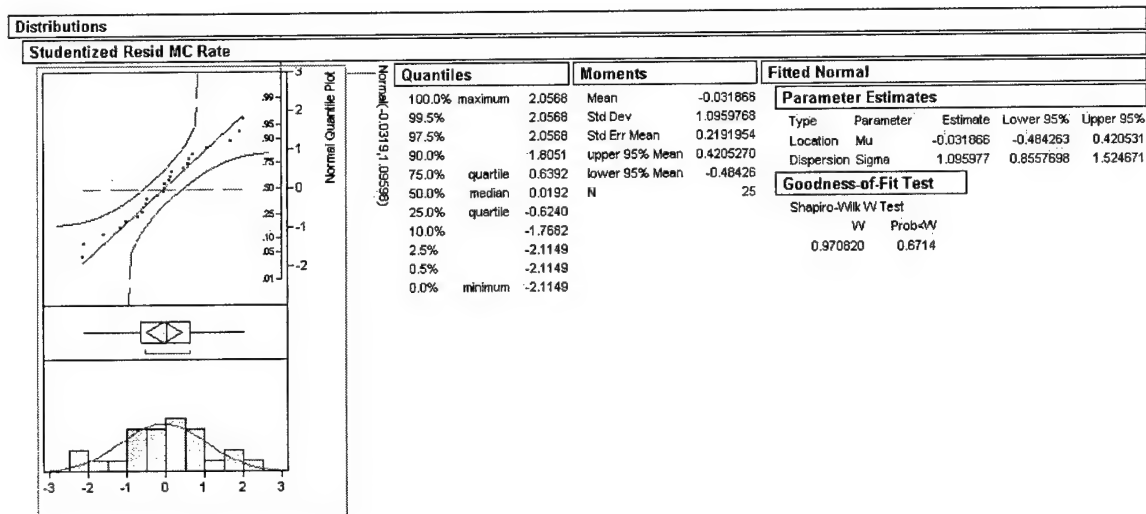 Distributions
Studentized Resid MC Rate
3
2
1
0
-1
-2
.99
.95
.90
.75
.50
.25
.10
.05
.01
Normal Quantile Plot
-3 -2 -1 0 1 2 3
Normal(-0.0319,1.09598)
Quantiles
100.0% maximum 2.0568
99.5% 2.0568
97.5% 2.0568
90.0% 1.8051
75.0% quartile 0.6392
50.0% median 0.0192
25.0% quartile -0.6240
10.0% -1.7682
2.5% -2.1149
0.5% -2.1149
0.0% minimum -2.1149
Moments
Mean -0.031866
Std Dev 1.0959768
Std Err Mean 0.2191954
upper 95% Mean 0.4205270
lower 95% Mean -0.48426
N 25
Fitted Normal
Parameter Estimates
Type Parameter Estimate Lower 95% Upper 95%
Location Mu -0.031866 -0.484263 0.420531
Dispersion Sigma 1.095977 0.8557698 1.524671
Goodness-of-Fit Test
Shapiro-Wilk W Test
W Prob<W
0.970820 0.6714